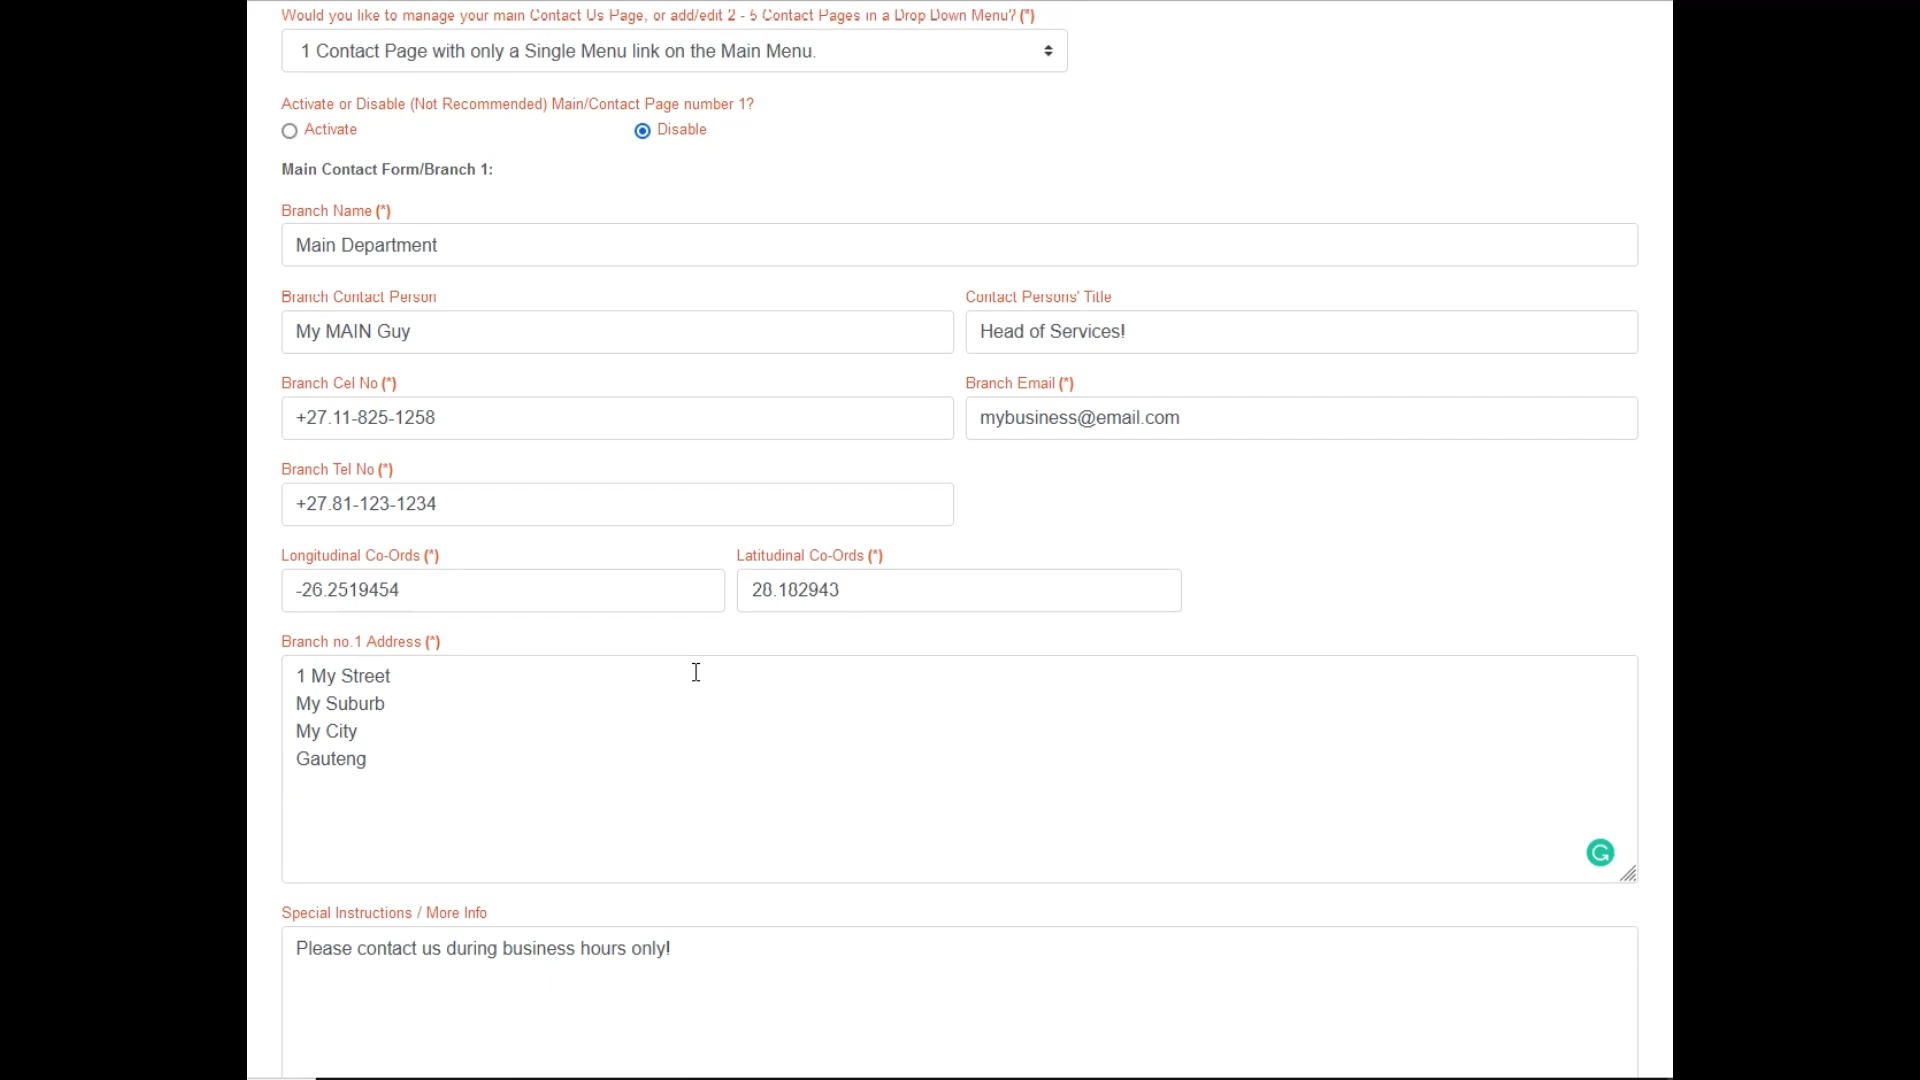 Would you like to manage your main Contact Us Page, or add/edit 2 - 5 Contact Pages in a Drop Down Menu? (*)
1 Contact Page with only a Single Menu link on the Main Menu.
Activate or Disable (Not Recommended) Main/Contact Page number 1?
Activate Disable
Main Contact Form/Branch 1:
Branch Name (*)
Main Department
Branch Contact Person Contact Persons' Title
My MAIN Guy Head of Services!
Branch Cel No (*) Branch Email (*)
+27.11-825-1258 mybusiness@email.com
Branch Tel No (*)
+27.81-123-1234
Longitudinal Co-Ords (*) Latitudinal Co-Ords (*)
-26.2519454 28.182943
Branch no.1 Address (*)
1 My Street
My Suburb
My City
Gauteng
Special Instructions / More Info
Please contact us during business hours only!